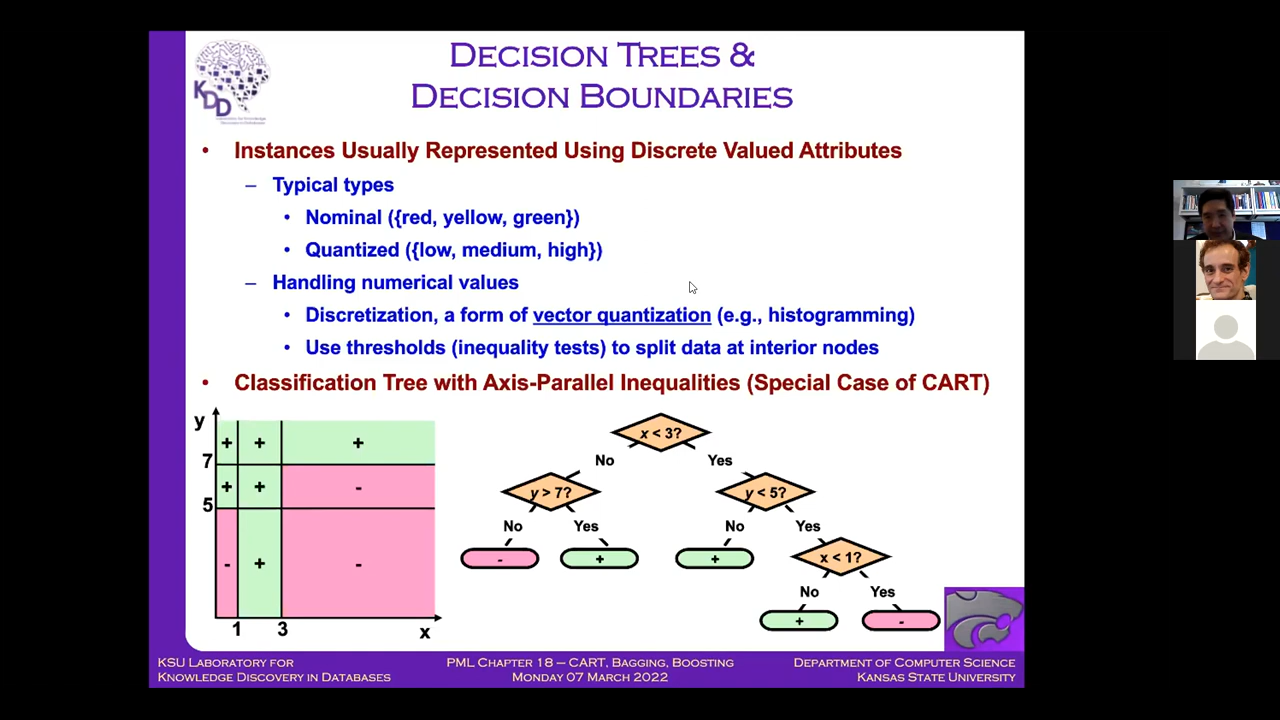 DECISION TREES &
DECISION BOUNDARIES
KDD
• Instances Usually Represented Using Discrete Valued Attributes
– Typical types
• Nominal ({red, yellow, green})
• Quantized ({low, medium, high})
– Handling numerical values
• Discretization, a form of vector quantization (e.g., histogramming)
• Use thresholds (inequality tests) to split data at interior nodes
• Classification Tree with Axis-Parallel Inequalities (Special Case of CART)
y
+ + +
7
+ + -
5
- + -
1 3 x
x < 3?
No Yes
y > 7? y < 5?
No Yes No Yes
- + + x < 1?
No Yes
+ -
KSU LABORATORY FOR
KNOWLEDGE DISCOVERY IN DATABASES
PML CHAPTER 18 – CART, BAGGING, BOOSTING
MONDAY 07 MARCH 2022
DEPARTMENT OF COMPUTER SCIENCE
KANSAS STATE UNIVERSITY